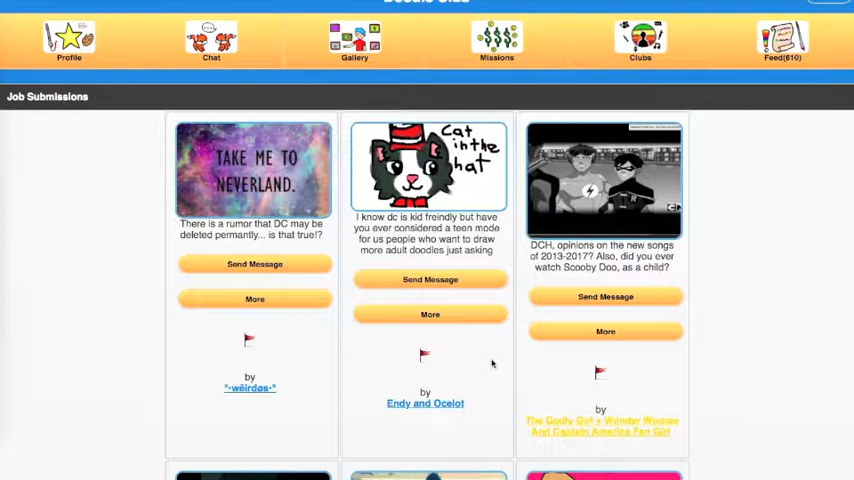 Doodle Club
Profile
Chat
Gallery
Missions
Clubs
Feed(610)
Job Submissions
TAKE ME TO
NEVERLAND.
There is a rumor that DC may be
deleted permantly... is that true!?
Send Message
More
by
°·wêirdøs·°
Cat
in the
hat
I know dc is kid freindly but have
you ever considered a teen mode
for us people who want to draw
more adult doodles just asking
Send Message
More
by
Endy and Ocelot
CN
DCH, opinions on the new songs
of 2013-2017? Also, did you ever
watch Scooby Doo, as a child?
Send Message
More
by
The Godly Girl + Wonder Woman
And Captain America Fan Girl